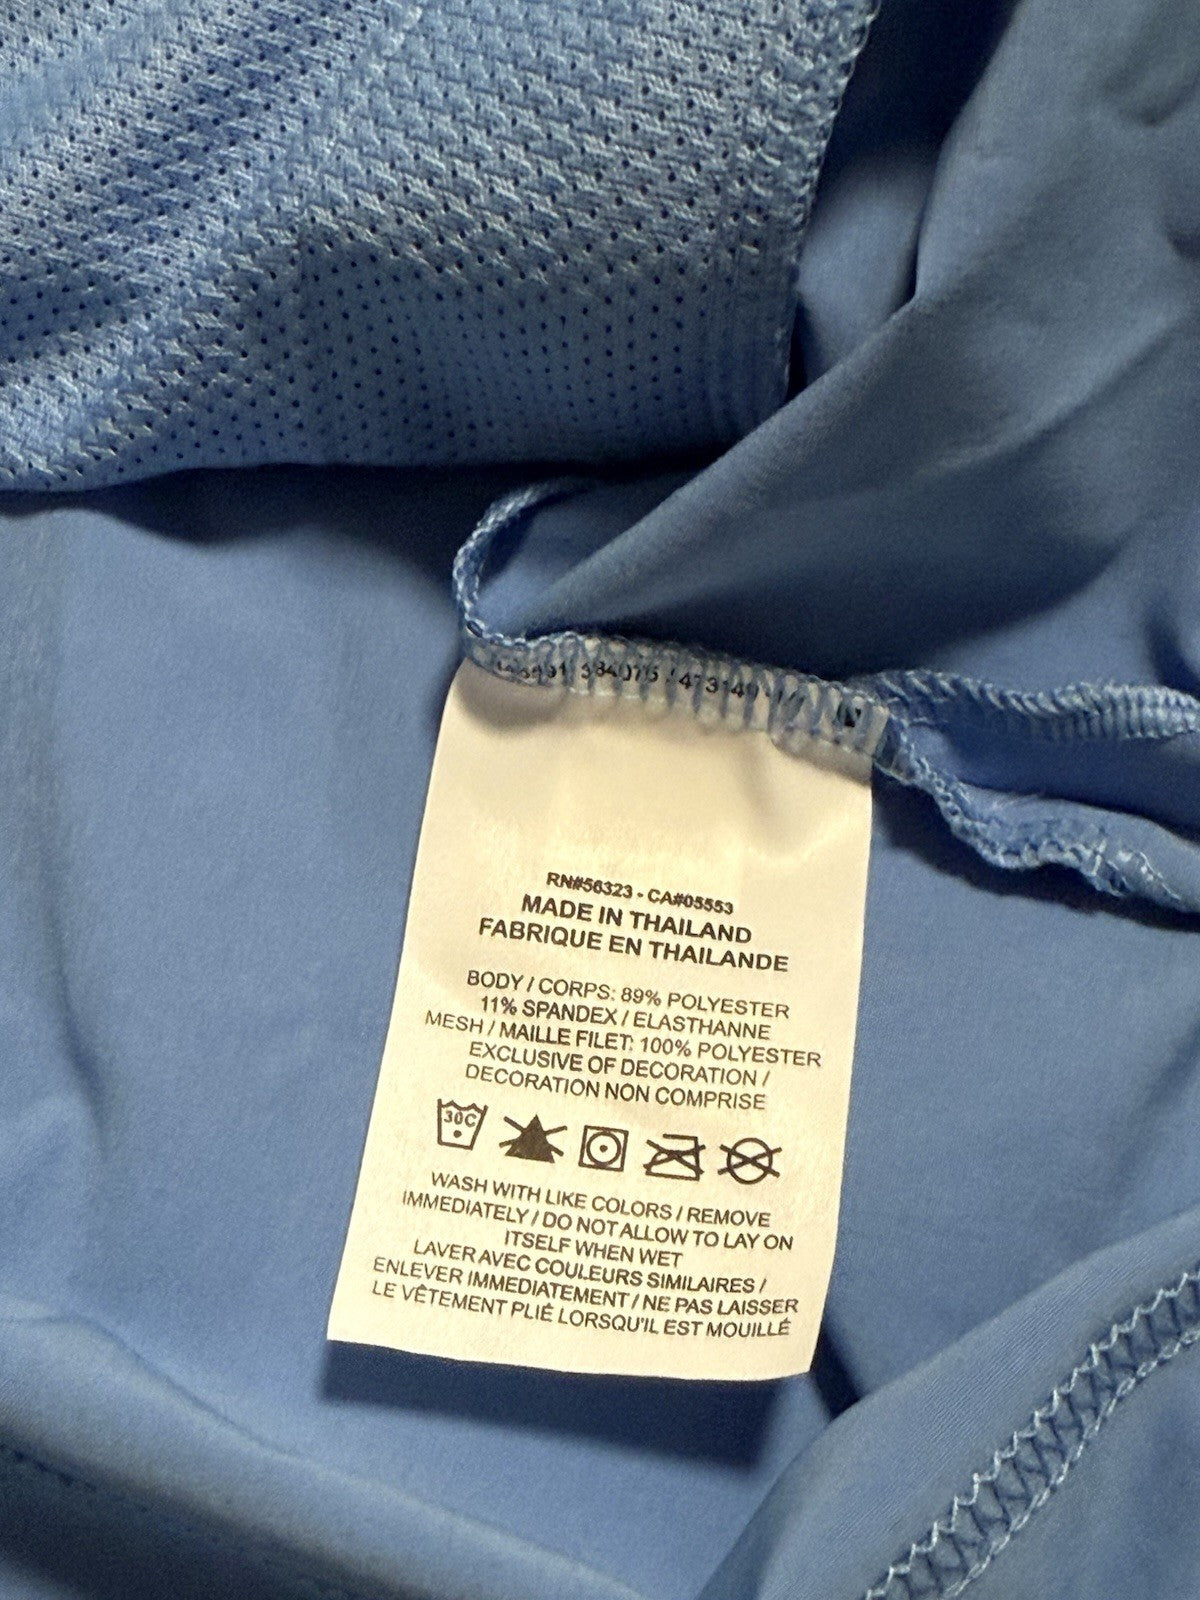 RN#56323 - CA#05553
MADE IN THAILAND
FABRIQUE EN THAILANDE
BODY / CORPS: 89% POLYESTER
11% SPANDEX / ELASTHANNE
MESH / MAILLE FILET: 100% POLYESTER
EXCLUSIVE OF DECORATION /
DECORATION NON COMPRISE
30C
WASH WITH LIKE COLORS / REMOVE
IMMEDIATELY / DO NOT ALLOW TO LAY ON
ITSELF WHEN WET
LAVER AVEC COULEURS SIMILAIRES /
ENLEVER IMMEDIATEMENT / NE PAS LAISSER
LE VÊTEMENT PLIÉ LORSQU'IL EST MOUILLÉ